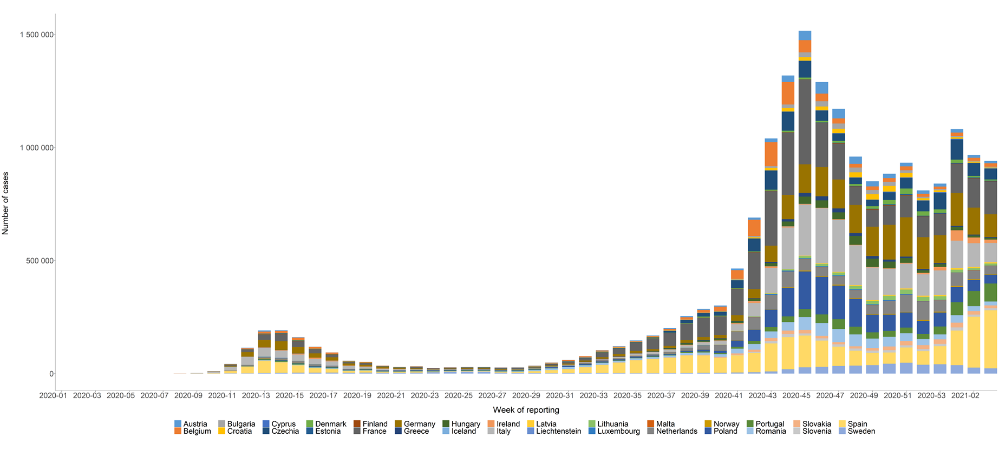 1 500 000
1 000 000
500 000
0
Number of cases
2020-01 2020-03 2020-05 2020-07 2020-09 2020-11 2020-13 2020-15 2020-17 2020-19 2020-21 2020-23 2020-25 2020-27 2020-29 2020-31 2020-33 2020-35 2020-37 2020-39 2020-41 2020-43 2020-45 2020-47 2020-49 2020-51 2020-53 2021-02
Week of reporting
Austria Bulgaria Cyprus Denmark Finland Germany Hungary Ireland Latvia Lithuania Malta Norway Portugal Slovakia Spain
Belgium Croatia Czechia Estonia France Greece Iceland Italy Liechtenstein Luxembourg Netherlands Poland Romania Slovenia Sweden